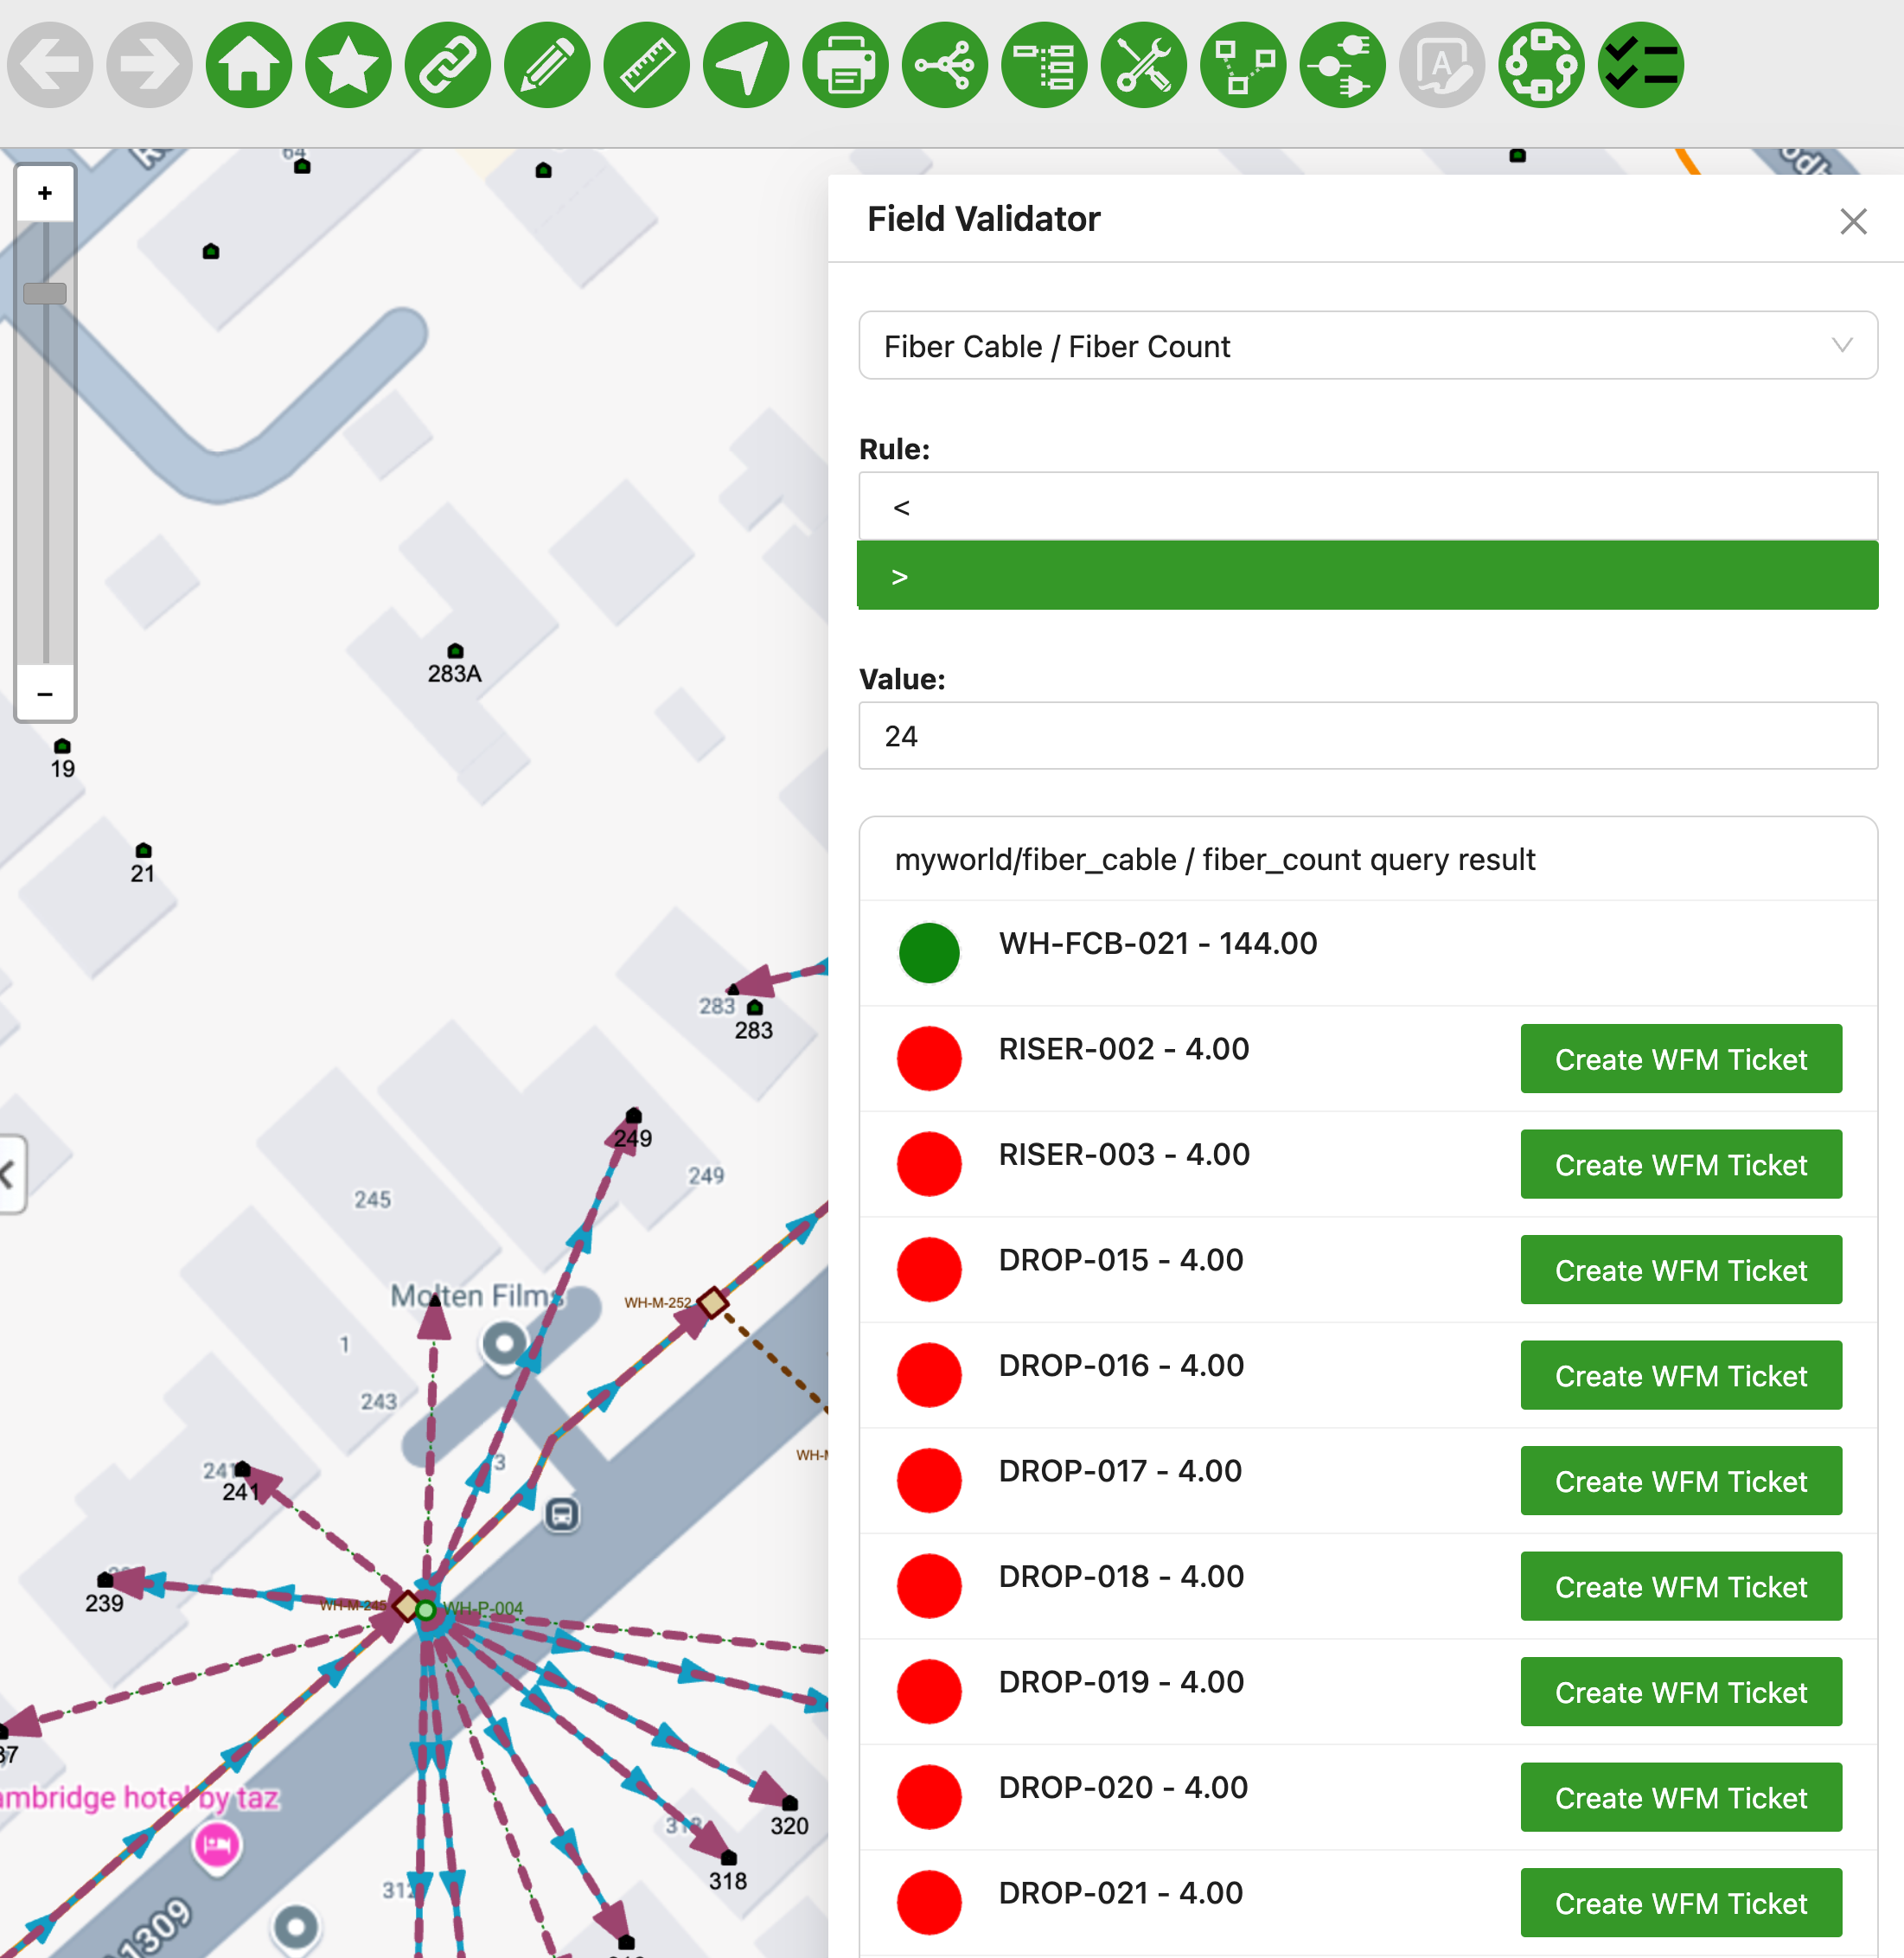 64
Field Validator
Fiber Cable / Fiber Count
Rule:
<
>
Value:
24
myworld/fiber_cable / fiber_count query result
WH-FCB-021 - 144.00
RISER-002 - 4.00
Create WFM Ticket
RISER-003 - 4.00
Create WFM Ticket
DROP-015 - 4.00
Create WFM Ticket
DROP-016 - 4.00
Create WFM Ticket
DROP-017 - 4.00
Create WFM Ticket
DROP-018 - 4.00
Create WFM Ticket
DROP-019 - 4.00
Create WFM Ticket
DROP-020 - 4.00
Create WFM Ticket
DROP-021 - 4.00
Create WFM Ticket
+
−
283A
19
21
283
283
249
249
245
Molten Films
WH-M-252
1
243
3
241
241
239
WH-M-245
WH-P-004
37
ambridge hotel by taz
320
318
318
312
1309